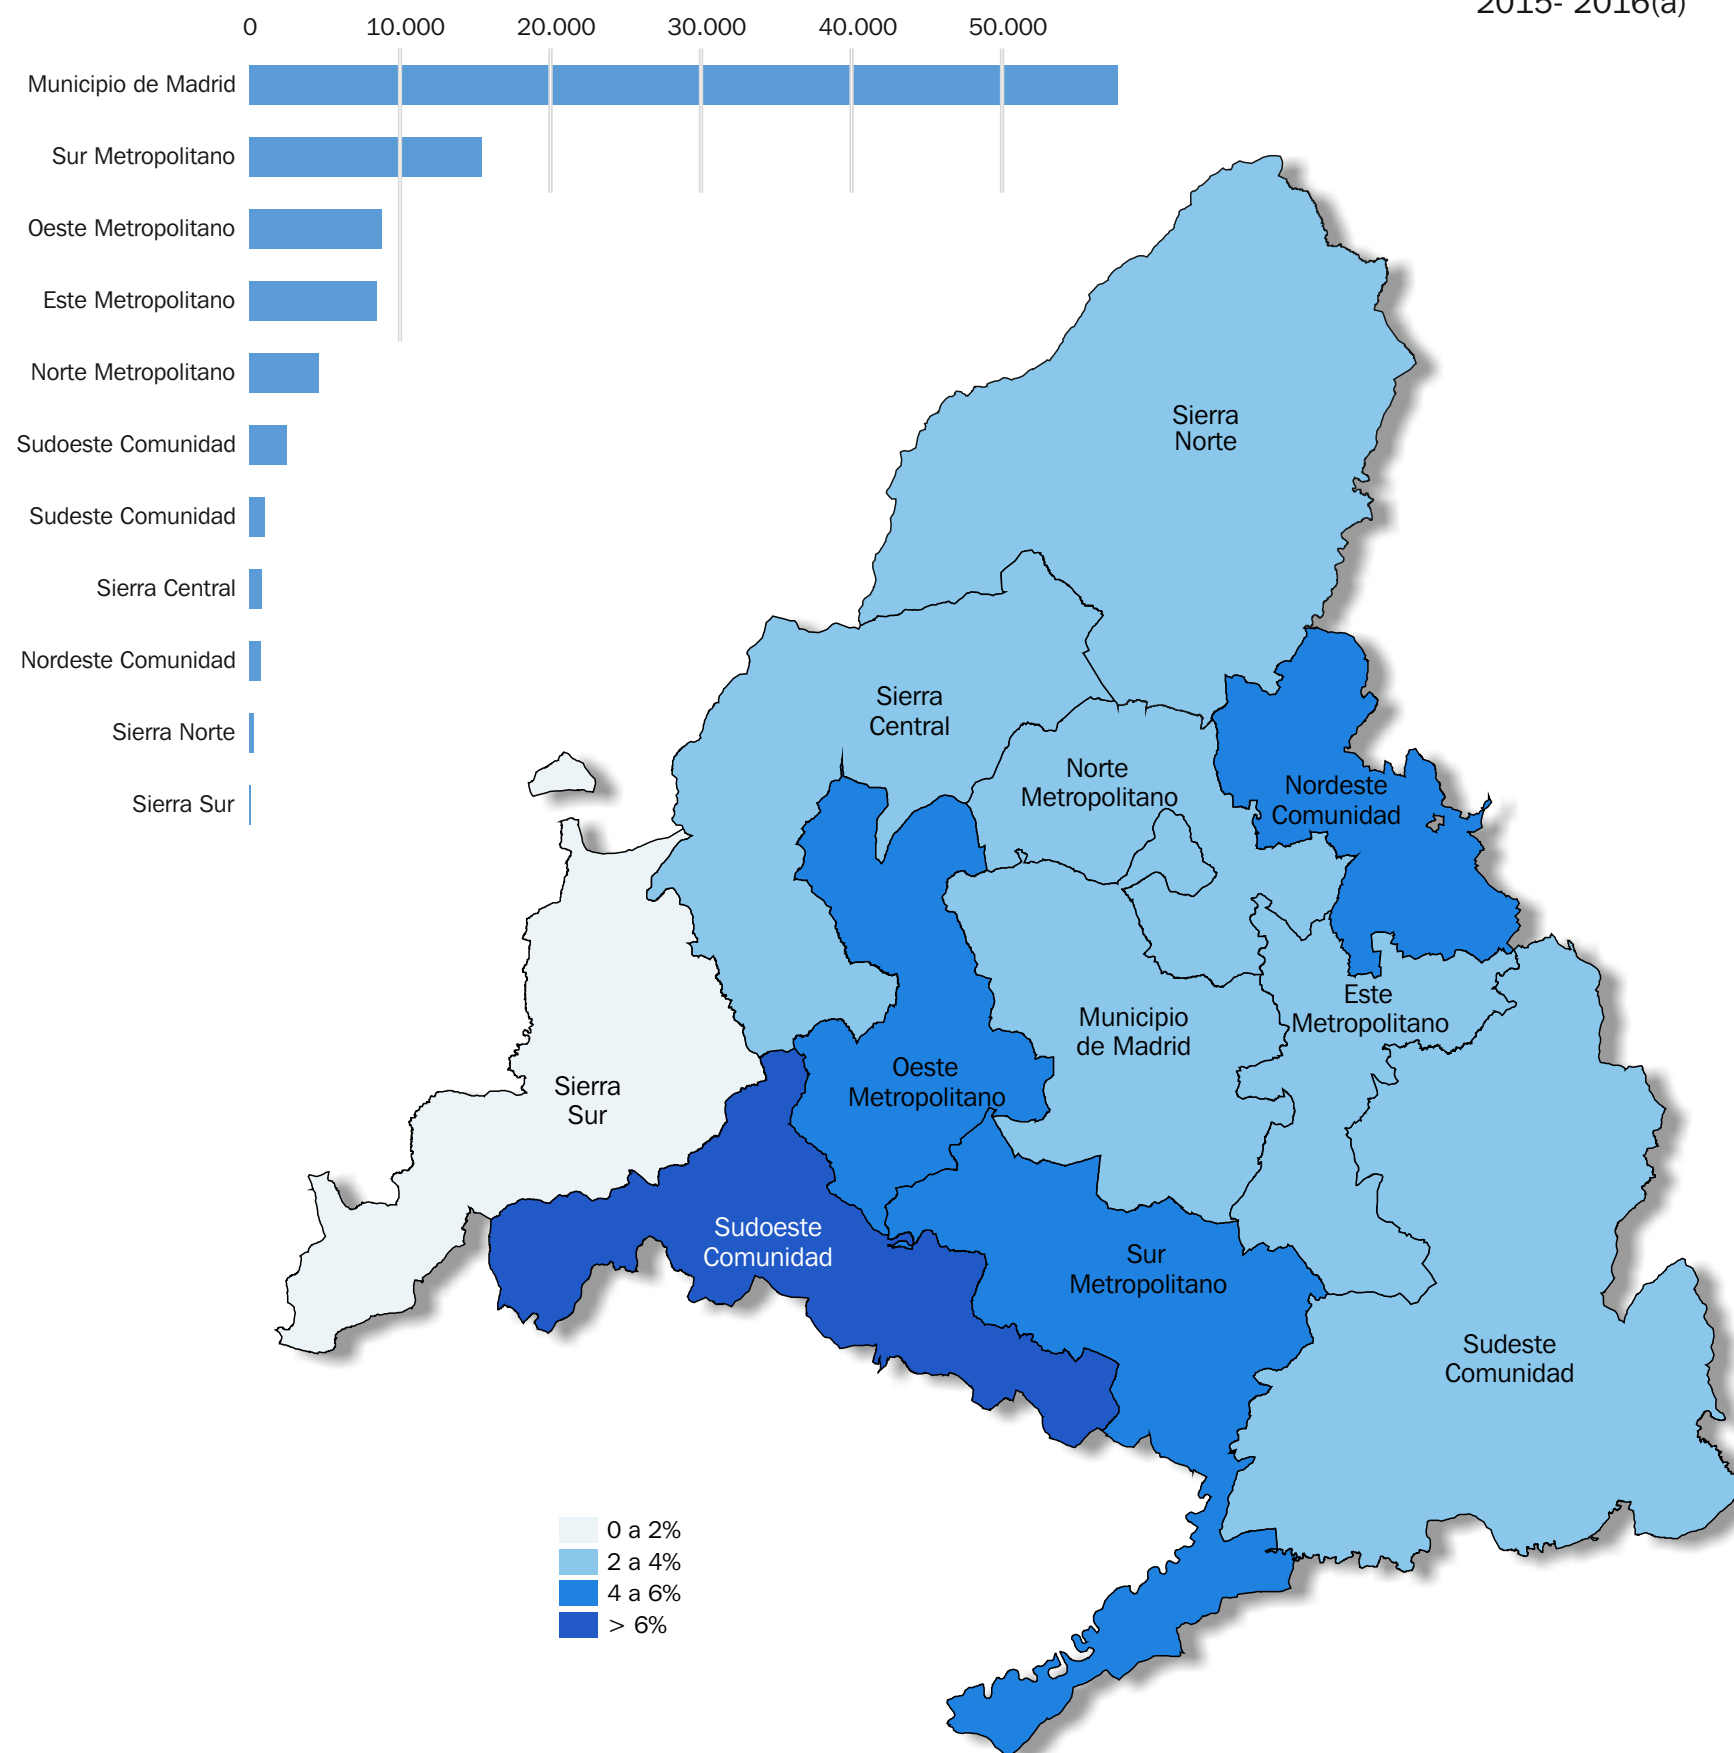 2015- 2016(a)
0 10.000 20.000 30.000 40.000 50.000
Municipio de Madrid
Sur Metropolitano
Oeste Metropolitano
Este Metropolitano
Norte Metropolitano
Sudoeste Comunidad
Sudeste Comunidad
Sierra Central
Nordeste Comunidad
Sierra Norte
Sierra Sur
Sierra
Norte
Sierra
Central
Norte
Metropolitano
Nordeste
Comunidad
Este
Metropolitano
Municipio
de Madrid
Oeste
Metropolitano
Sierra
Sur
Sudoeste
Comunidad
Sur
Metropolitano
Sudeste
Comunidad
0 a 2%
2 a 4%
4 a 6%
> 6%